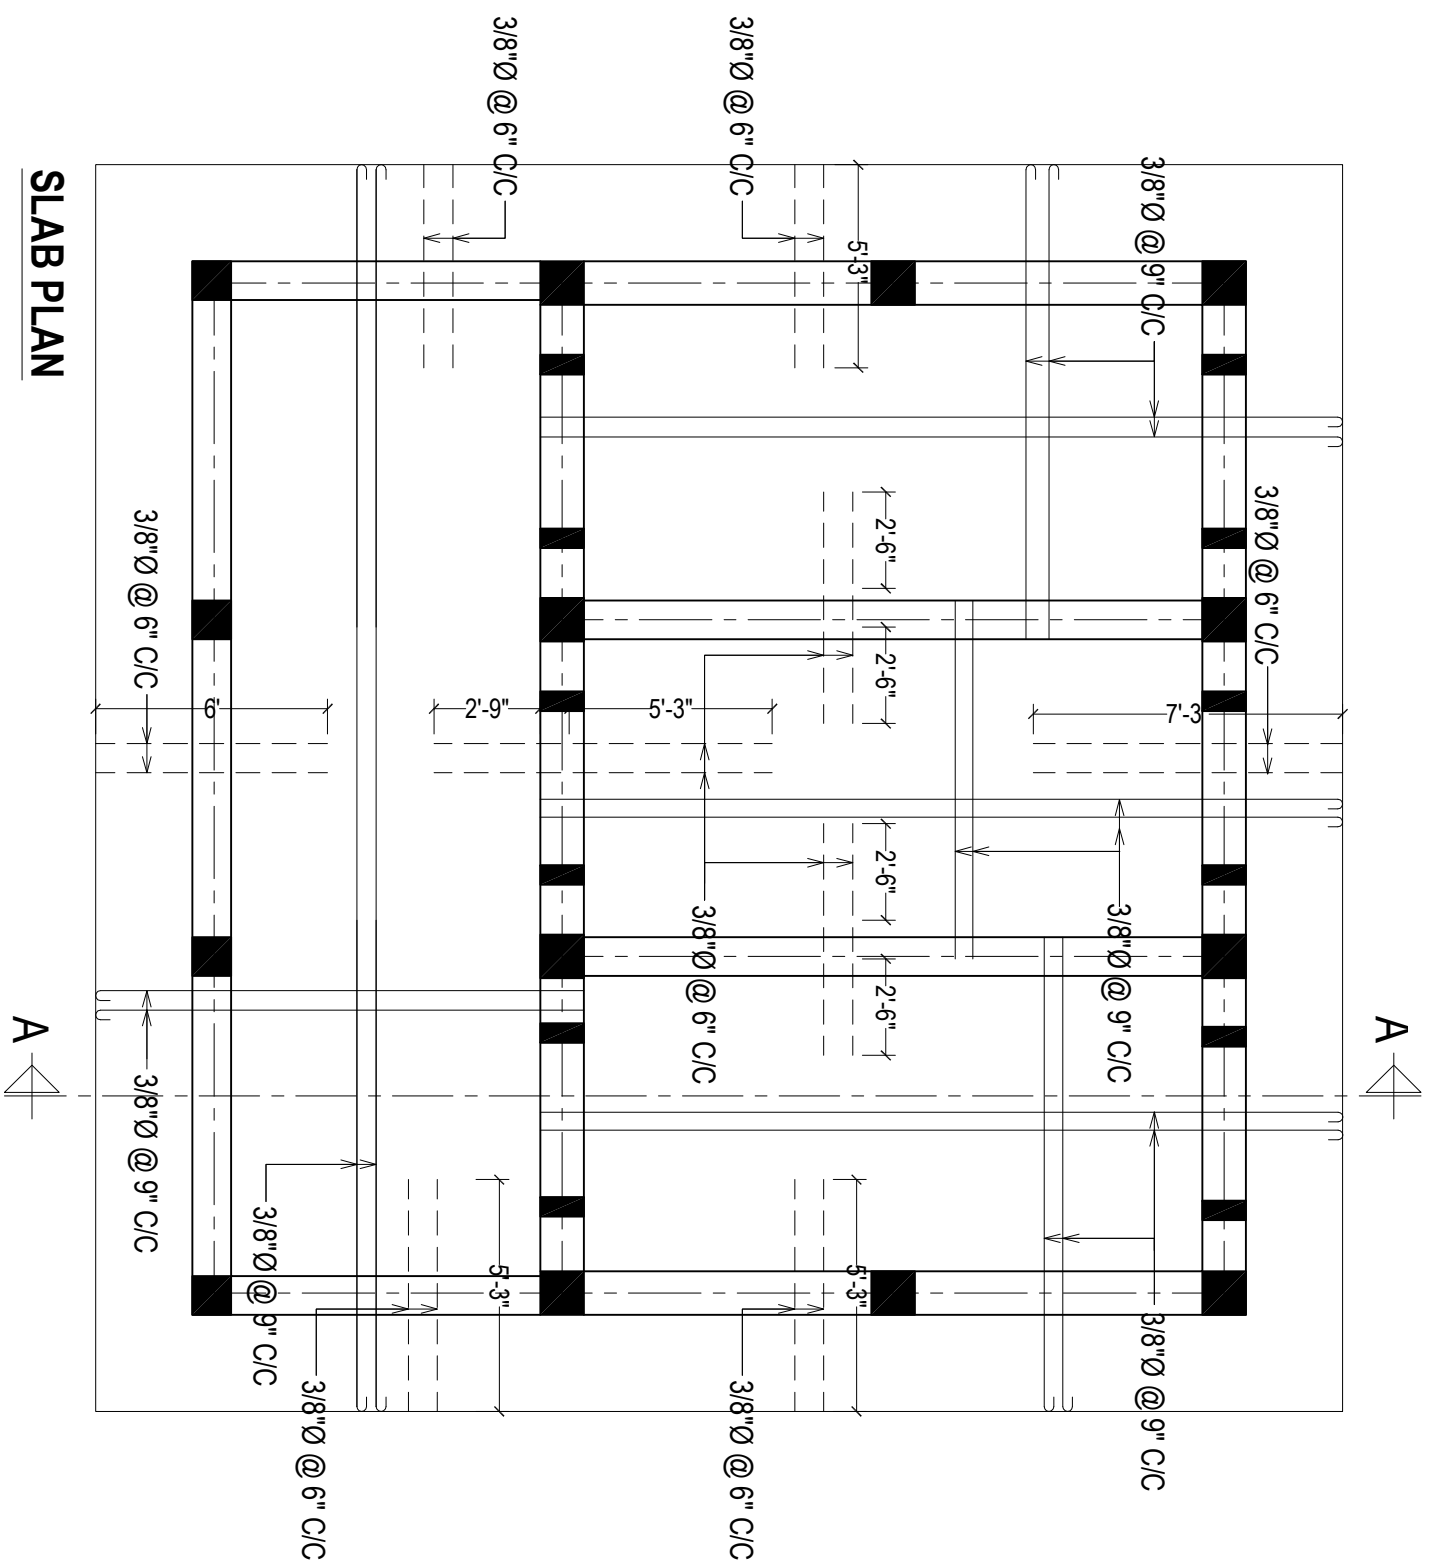 A
3/8"Ø @ 6" C/C
7'-3
3/8"Ø @ 9" C/C
3/8"Ø @ 9" C/C
3/8"Ø @ 9" C/C
2'-6"
2'-6"
2'-6"
2'-6"
5'-3"
5'-3"
3/8"Ø @ 6" C/C
3/8"Ø @ 6" C/C
3/8"Ø @ 6" C/C
5'-3"
3/8"Ø @ 6" C/C
5'-3"
2'-9"
3/8"Ø @ 6" C/C
3/8"Ø @ 9" C/C
6'
3/8"Ø @ 6" C/C
3/8"Ø @ 9" C/C
SLAB PLAN
A